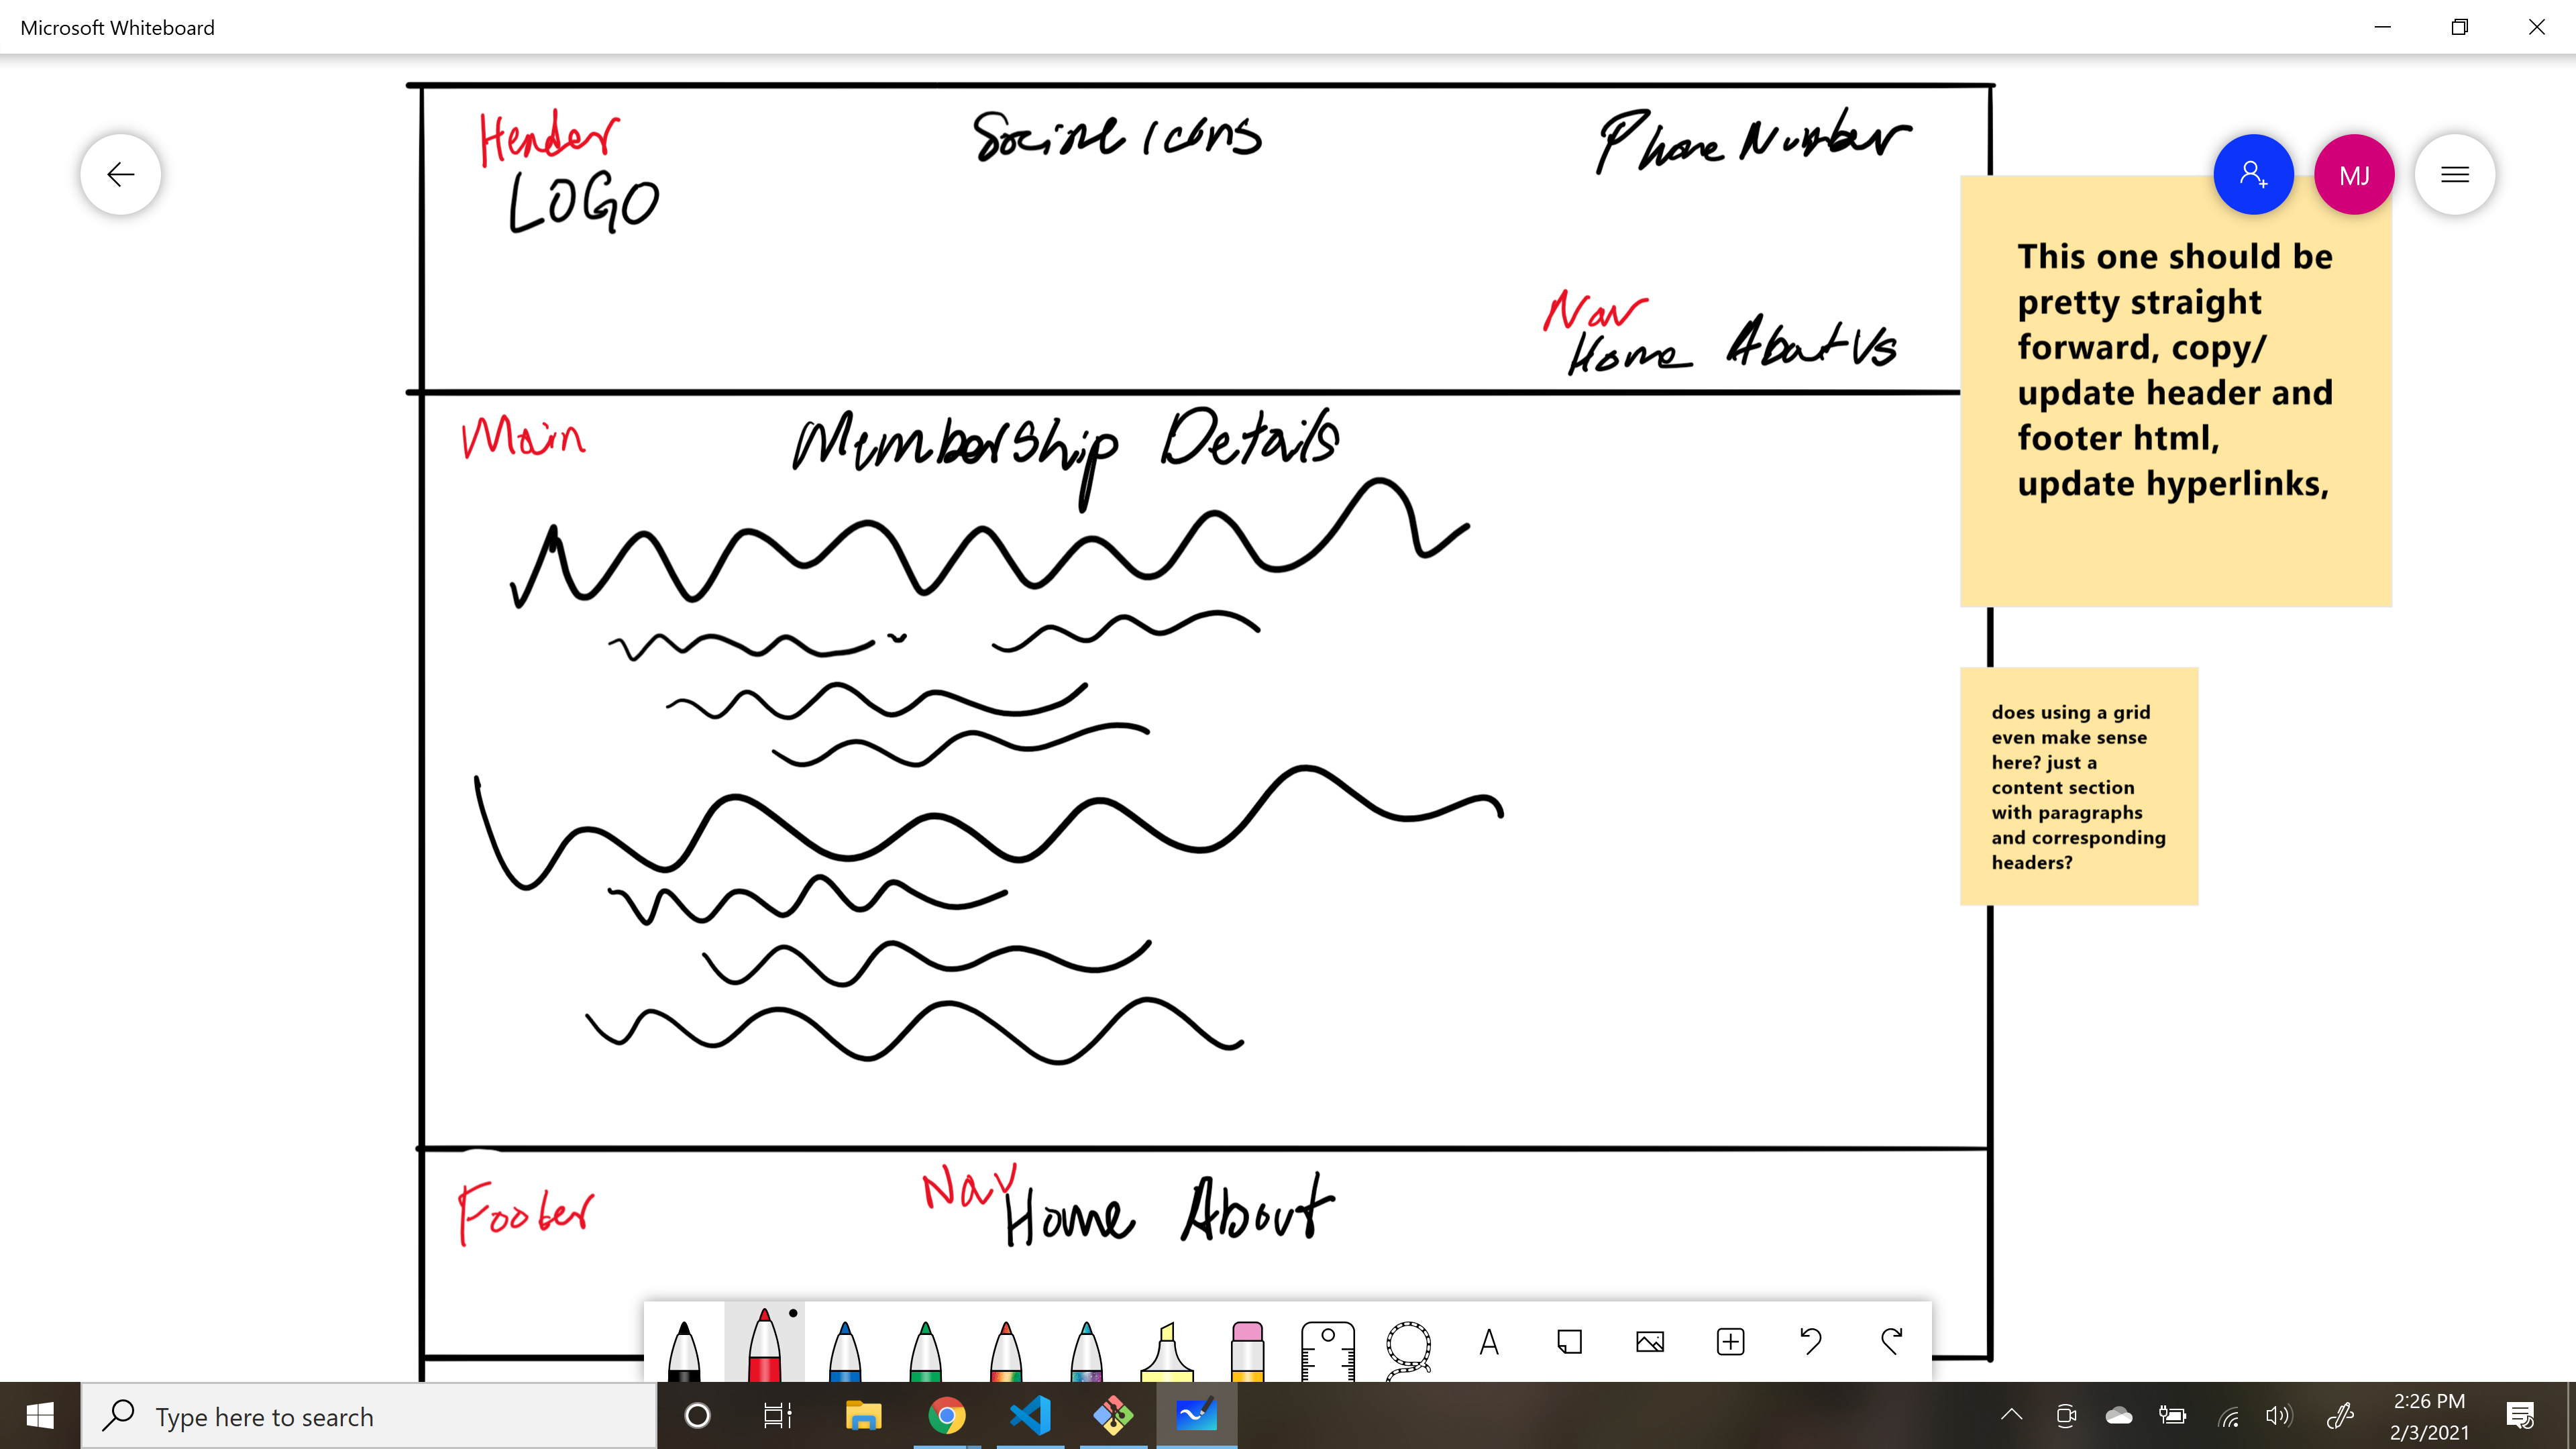 Microsoft Whiteboard
Header
Social icons
Phone Number
LOGO
MJ
Nav
Home About Us
This one should be
pretty straight
forward, copy/
update header and
footer html,
update hyperlinks,
Main
Membership Details
does using a grid
even make sense
here? just a
content section
with paragraphs
and corresponding
headers?
Footer
Nav
Home About
A
Type here to search
2:26 PM
2/3/2021